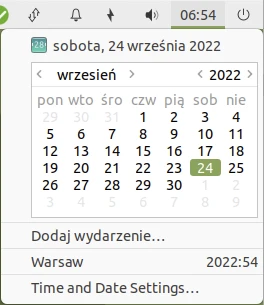 06:54
28
sobota, 24 września 2022
< wrzesień > < 2022 >
pon wto śro czw pią sob nie
29 30 31 1 2 3 4
5 6 7 8 9 10 11
12 13 14 15 16 17 18
19 20 21 22 23 24 25
26 27 28 29 30 1 2
3 4 5 6 7 8 9
Dodaj wydarzenie…
Warsaw 2022:54
Time and Date Settings…